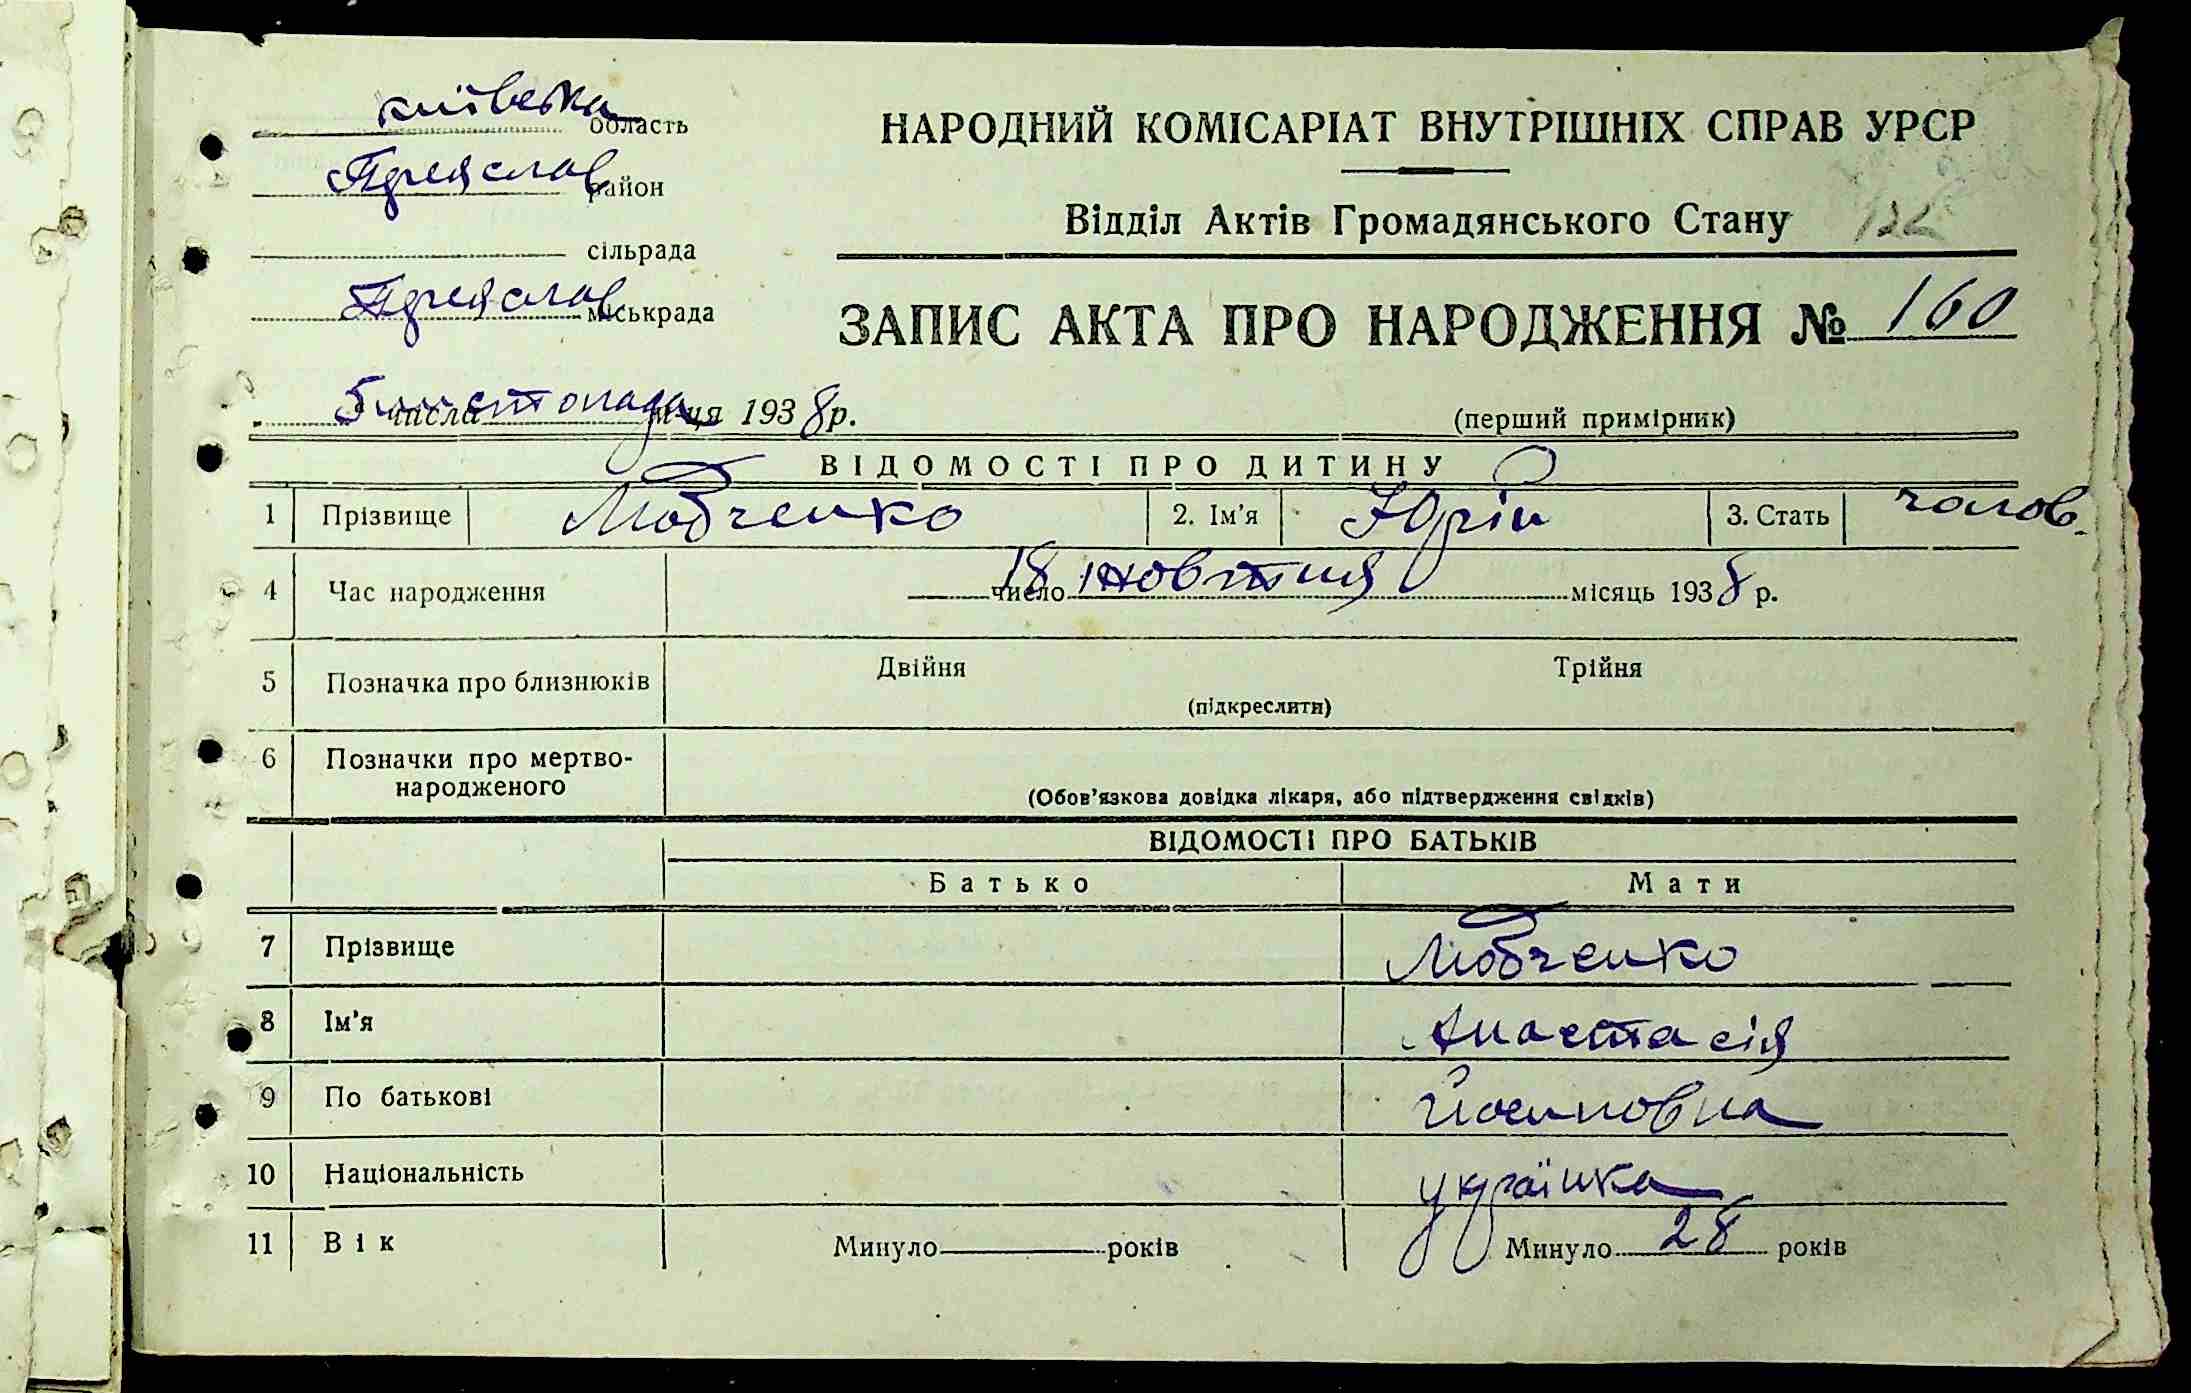 київська область
Переяслав район
сільрада
Переяслав міськрада
НАРОДНИЙ КОМІСАРІАТ ВНУТРІШНІХ СПРАВ УРСР
Відділ Актів Громадянського Стану
ЗАПИС АКТА ПРО НАРОДЖЕННЯ № 160
5 числа листопада м-ця 1938 р.
(перший примірник)
ВІДОМОСТІ ПРО ДИТИНУ
1 Прізвище Любченко 2. Ім'я Юрій 3. Стать чолов.
4 Час народження 18 число жовтня місяць 1938 р.
5 Позначка про близнюків Двійня Трійня
(підкреслити)
6 Позначки про мертво-
народженого
(Обов'язкова довідка лікаря, або підтвердження свідків)
ВІДОМОСТІ ПРО БАТЬКІВ
Батько Мати
7 Прізвище Любченко
8 Ім'я Анастасія
9 По батькові Йосиповна
10 Національність українка
11 Вік Минуло років Минуло 28 років